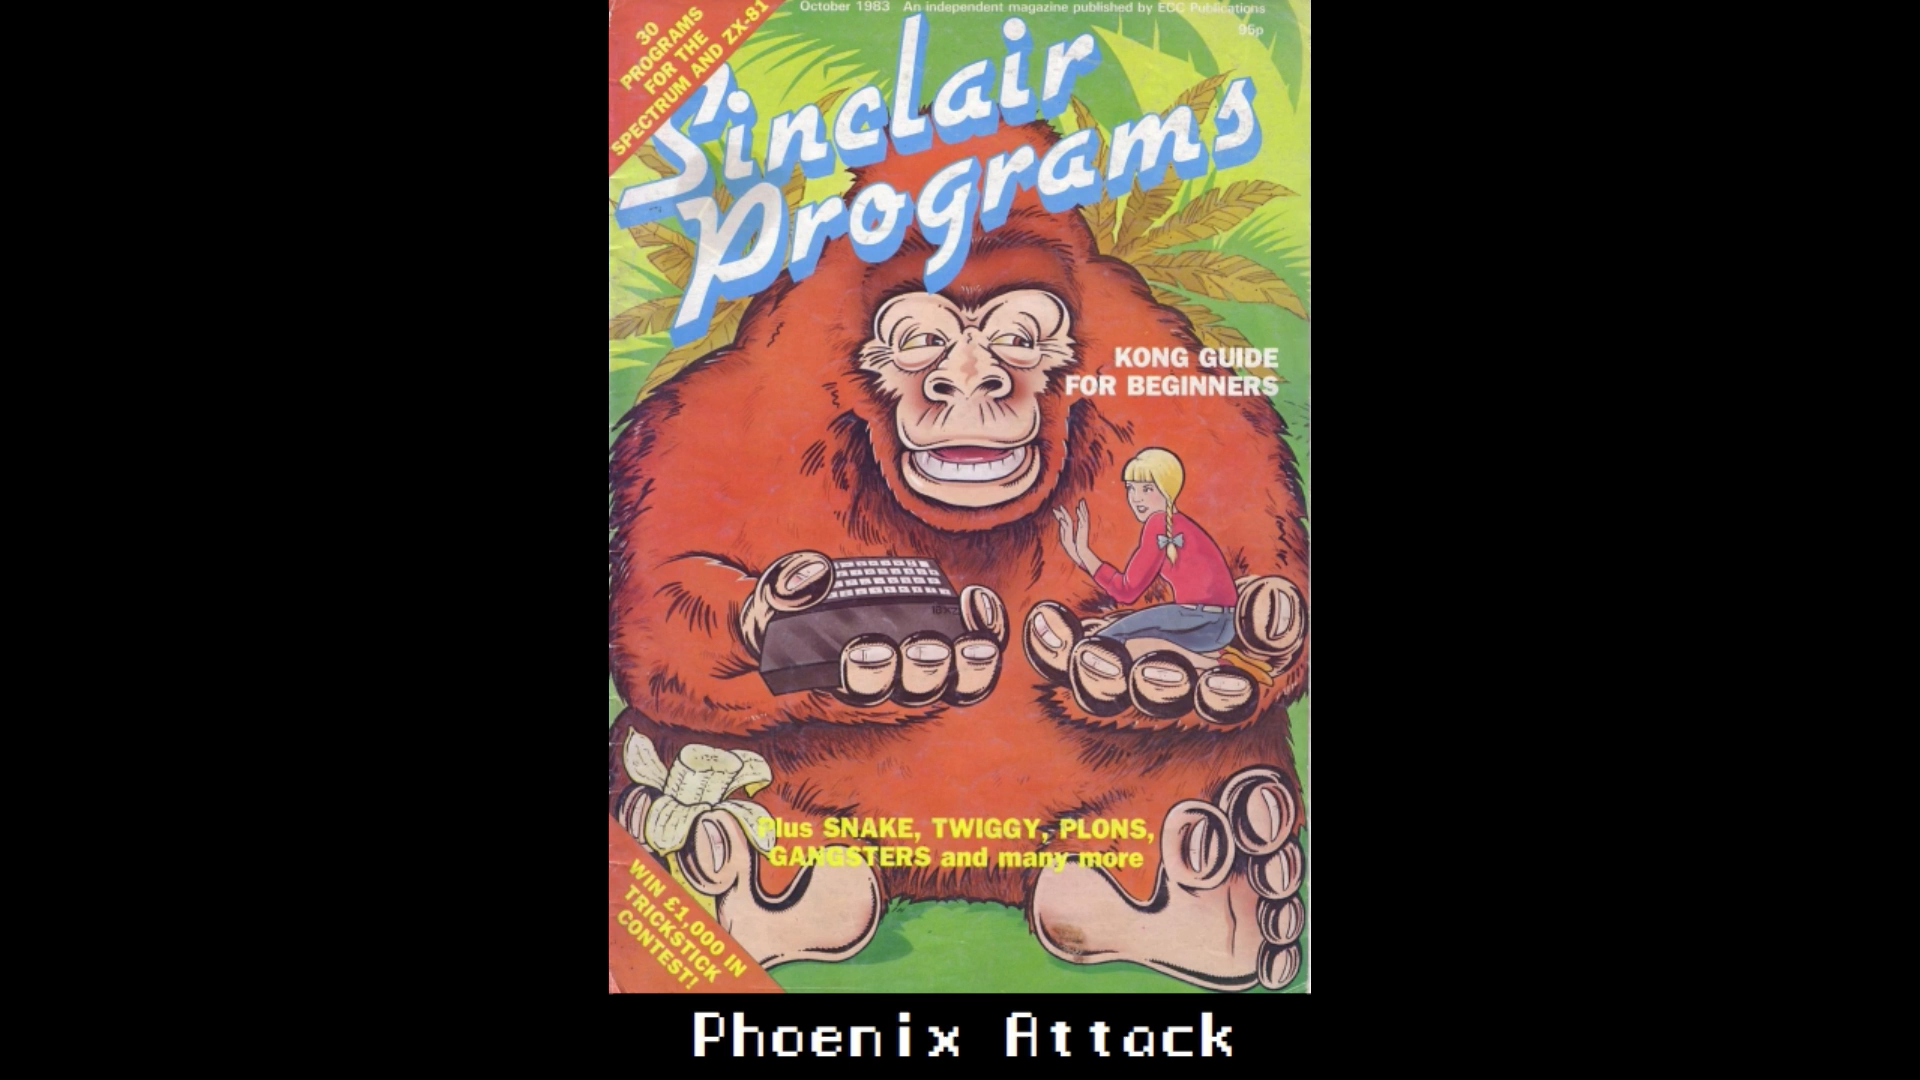 October 1983 An independent magazine published by ECC Publications
95p
30
PROGRAMS
FOR THE
SPECTRUM AND ZX-81
Sinclair
Programs
KONG GUIDE
FOR BEGINNERS
Plus SNAKE, TWIGGY, PLONS,
GANGSTERS and many more
WIN £1,000 IN
TRICKSTICK
CONTEST!
Phoenix Attack